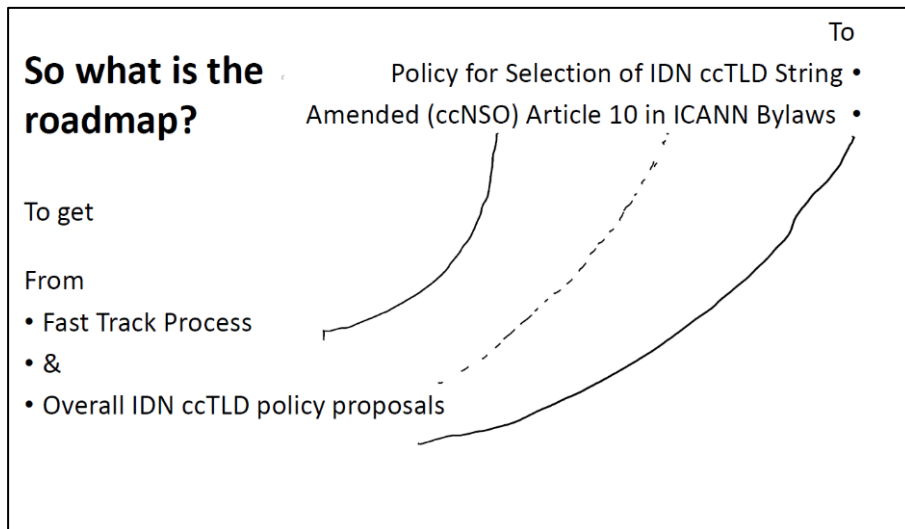 So what is the
roadmap?
To
Policy for Selection of IDN ccTLD String •
Amended (ccNSO) Article 10 in ICANN Bylaws •
To get
From
• Fast Track Process
• &
• Overall IDN ccTLD policy proposals